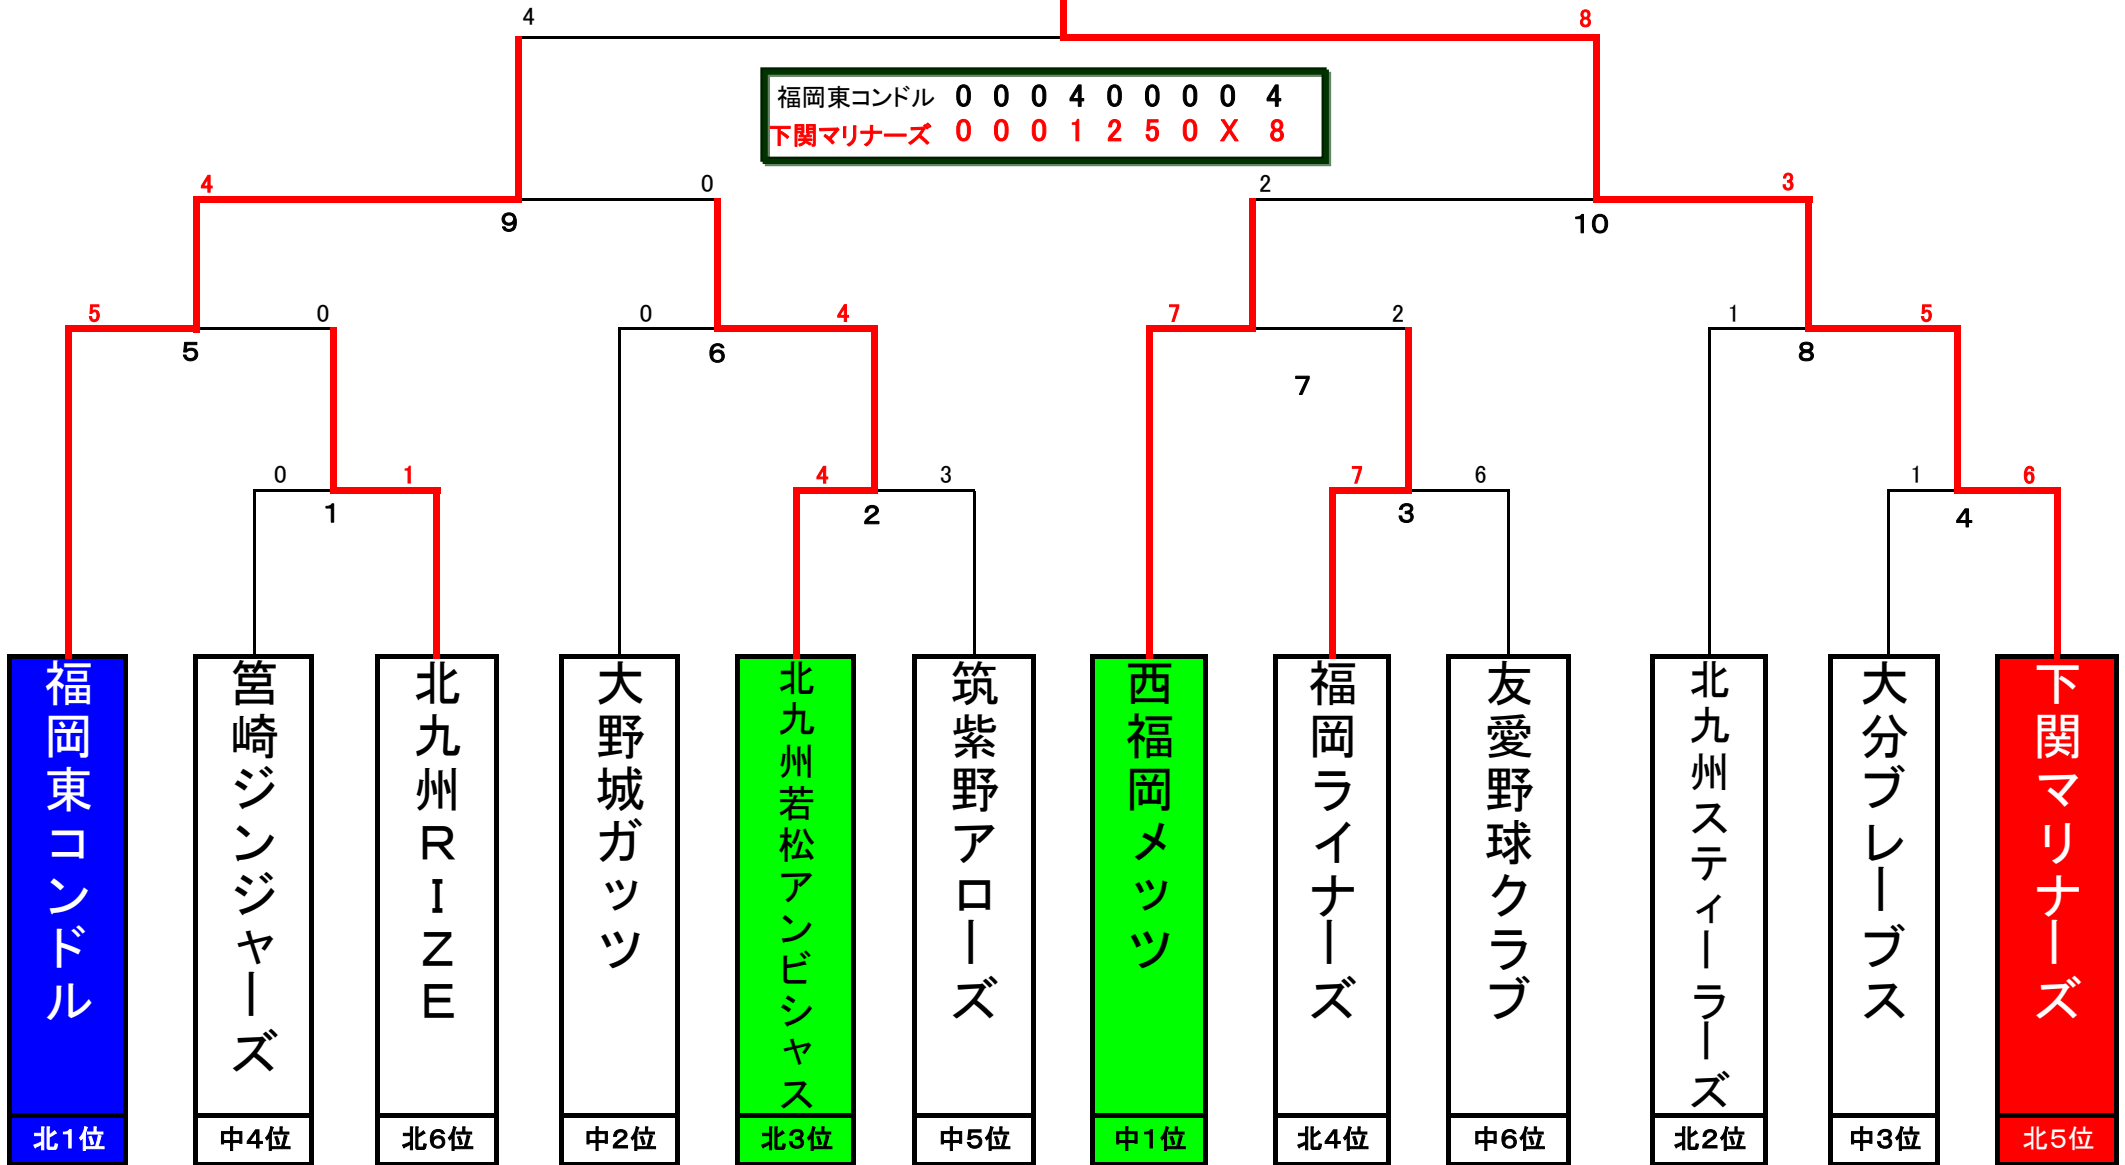 4 8
福岡東コンドル 0 0 0 4 0 0 0 0 4
下関マリナーズ 0 0 0 1 2 5 0 X 8
4 0 2 3
9 10
5 0 0 4 7 2 1 5
5 6 7 8
0 1 4 3 7 6 1 6
1 2 3 4
福岡東コンドル
北1位
筥崎ジンジャーズ
中4位
北九州RIZE
北6位
大野城ガッツ
中2位
北九州若松アンビシャス
北3位
筑紫野アローズ
中5位
西福岡メッツ
中1位
福岡ライナーズ
北4位
友愛野球クラブ
中6位
北九州スティーラーズ
北2位
大分ブレーブス
中3位
下関マリナーズ
北5位